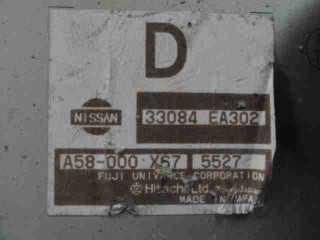 D
NISSAN
33084 EA302
A58-000 X67 5527
FUJI UNIVANCE CORPORATION
Hitachi, Ltd.
MADE IN JAPAN